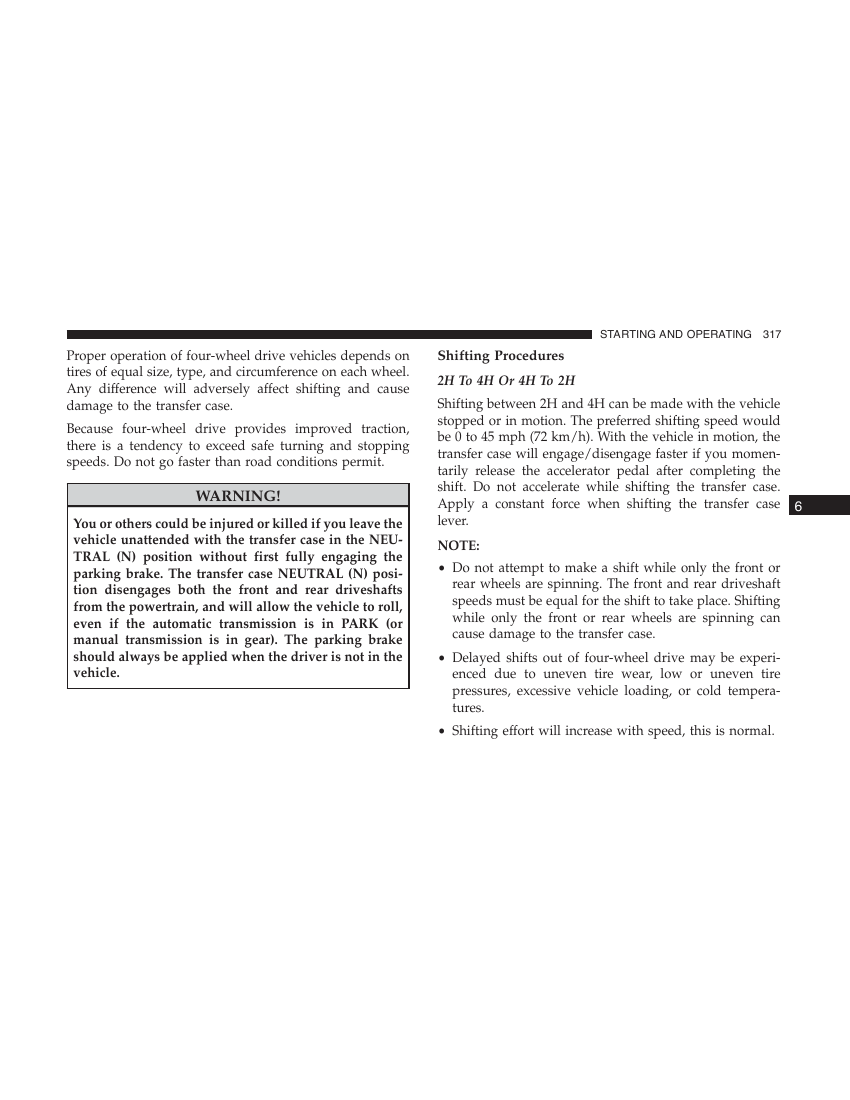 STARTING AND OPERATING 317
Proper operation of four-wheel drive vehicles depends on
tires of equal size, type, and circumference on each wheel.
Any difference will adversely affect shifting and cause
damage to the transfer case.
Because four-wheel drive provides improved traction,
there is a tendency to exceed safe turning and stopping
speeds. Do not go faster than road conditions permit.
WARNING!
You or others could be injured or killed if you leave the
vehicle unattended with the transfer case in the NEU-
TRAL (N) position without first fully engaging the
parking brake. The transfer case NEUTRAL (N) posi-
tion disengages both the front and rear driveshafts
from the powertrain, and will allow the vehicle to roll,
even if the automatic transmission is in PARK (or
manual transmission is in gear). The parking brake
should always be applied when the driver is not in the
vehicle.
Shifting Procedures
2H To 4H Or 4H To 2H
Shifting between 2H and 4H can be made with the vehicle
stopped or in motion. The preferred shifting speed would
be 0 to 45 mph (72 km/h). With the vehicle in motion, the
transfer case will engage/disengage faster if you momen-
tarily release the accelerator pedal after completing the
shift. Do not accelerate while shifting the transfer case.
Apply a constant force when shifting the transfer case
lever.
NOTE:
• Do not attempt to make a shift while only the front or
rear wheels are spinning. The front and rear driveshaft
speeds must be equal for the shift to take place. Shifting
while only the front or rear wheels are spinning can
cause damage to the transfer case.
• Delayed shifts out of four-wheel drive may be experi-
enced due to uneven tire wear, low or uneven tire
pressures, excessive vehicle loading, or cold tempera-
tures.
• Shifting effort will increase with speed, this is normal.
6